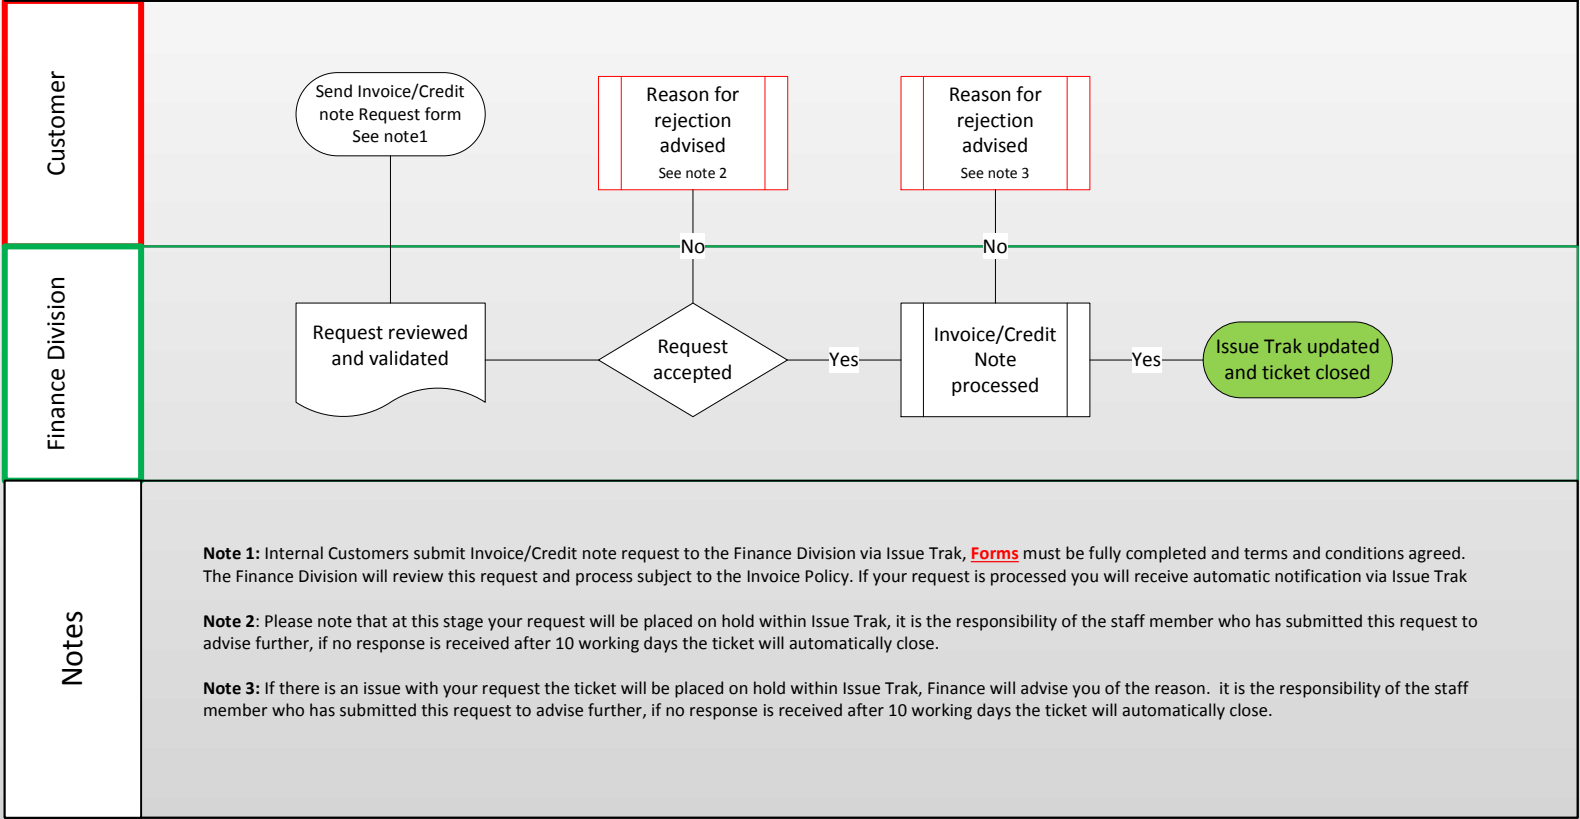 Customer
Send Invoice/Credit
note Request form
See note1
Reason for
rejection
advised
See note 2
Reason for
rejection
advised
See note 3
No
No
Finance Division
Request reviewed
and validated
Request
accepted
Yes
Invoice/Credit
Note
processed
Yes
Issue Trak updated
and ticket closed
Notes
Note 1: Internal Customers submit Invoice/Credit note request to the Finance Division via Issue Trak, Forms must be fully completed and terms and conditions agreed.
The Finance Division will review this request and process subject to the Invoice Policy. If your request is processed you will receive automatic notification via Issue Trak
Note 2: Please note that at this stage your request will be placed on hold within Issue Trak, it is the responsibility of the staff member who has submitted this request to
advise further, if no response is received after 10 working days the ticket will automatically close.
Note 3: If there is an issue with your request the ticket will be placed on hold within Issue Trak, Finance will advise you of the reason.  it is the responsibility of the staff
member who has submitted this request to advise further, if no response is received after 10 working days the ticket will automatically close.